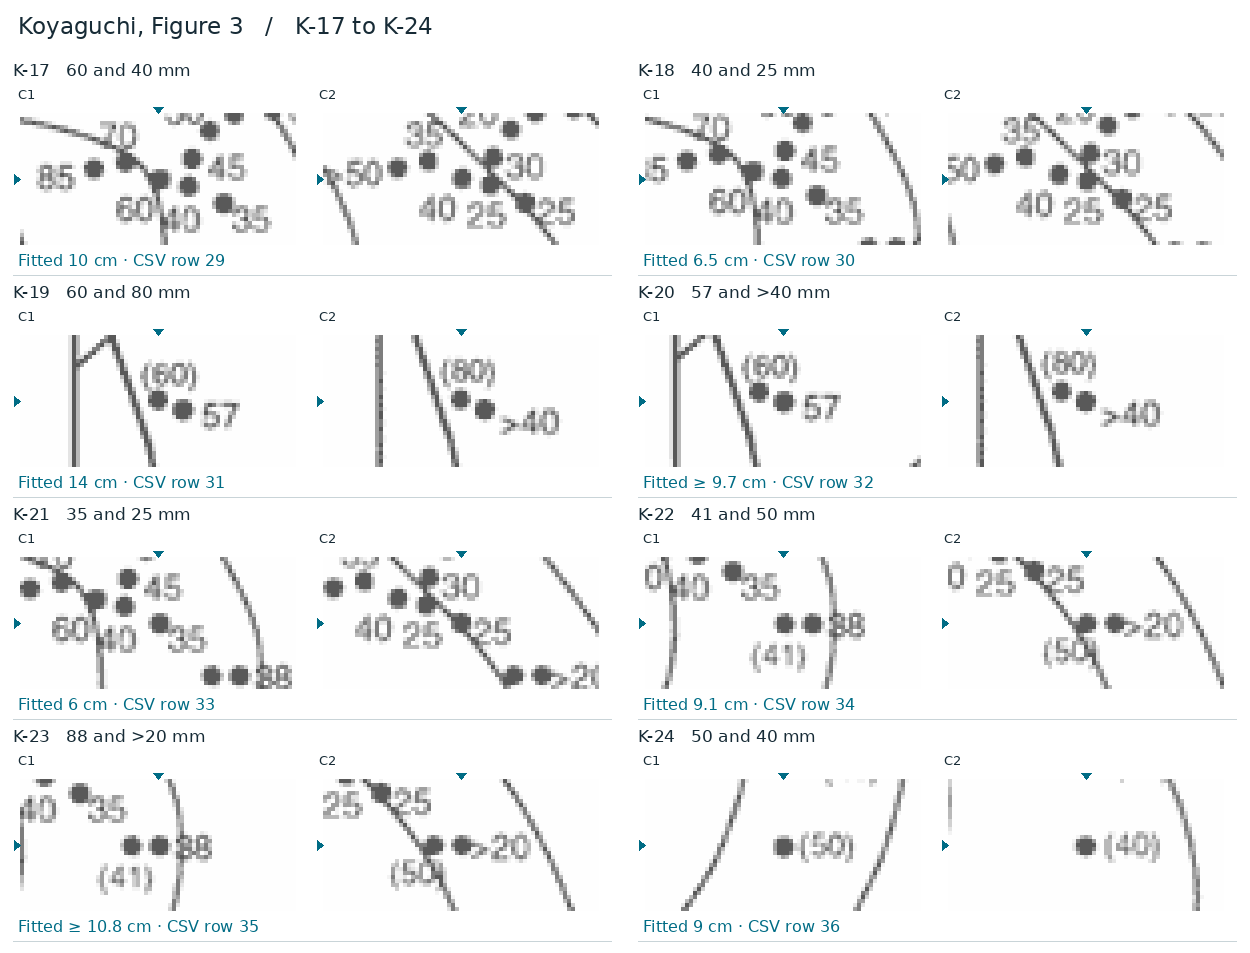 Koyaguchi, Figure 3 / K-17 to K-24
K-17 60 and 40 mm
C1
70
85
45
60
40
35
C2
35
50
30
40
25
25
Fitted 10 cm · CSV row 29
K-18 40 and 25 mm
C1
70
45
60
40
35
C2
35
50
30
40
25
25
Fitted 6.5 cm · CSV row 30
K-19 60 and 80 mm
C1
(60)
57
C2
(80)
>40
Fitted 14 cm · CSV row 31
K-20 57 and >40 mm
C1
(60)
57
C2
(80)
>40
Fitted ≥ 9.7 cm · CSV row 32
K-21 35 and 25 mm
C1
45
60
40
35
C2
30
40
25
25
>20
Fitted 6 cm · CSV row 33
K-22 41 and 50 mm
C1
40
35
(41)
C2
25
25
>20
(50)
Fitted 9.1 cm · CSV row 34
K-23 88 and >20 mm
C1
40
35
(41)
C2
25
25
>20
(50)
Fitted ≥ 10.8 cm · CSV row 35
K-24 50 and 40 mm
C1
(50)
C2
(40)
Fitted 9 cm · CSV row 36